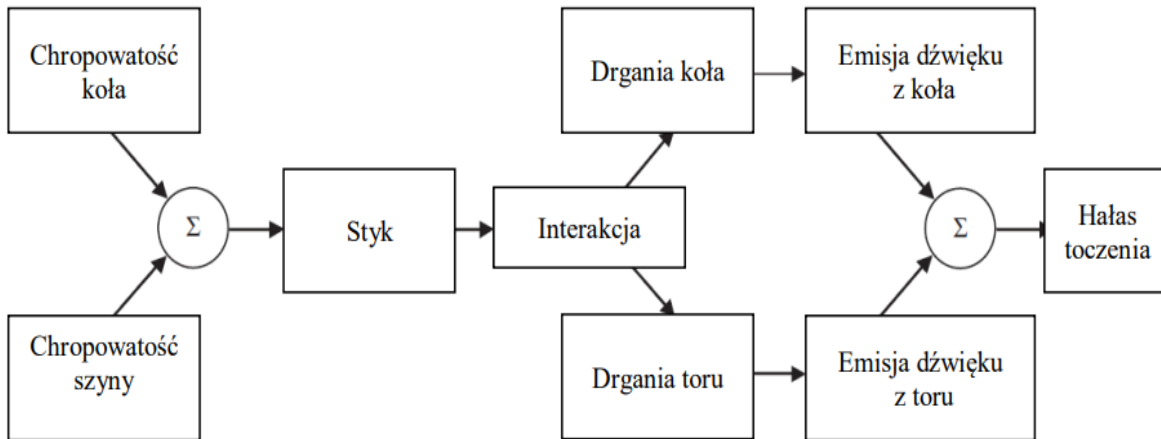 Chropowatość
koła
Drgania koła
Emisja dźwięku
z koła
Σ
Styk
Interakcja
Σ
Hałas
toczenia
Chropowatość
szyny
Drgania toru
Emisja dźwięku
z toru